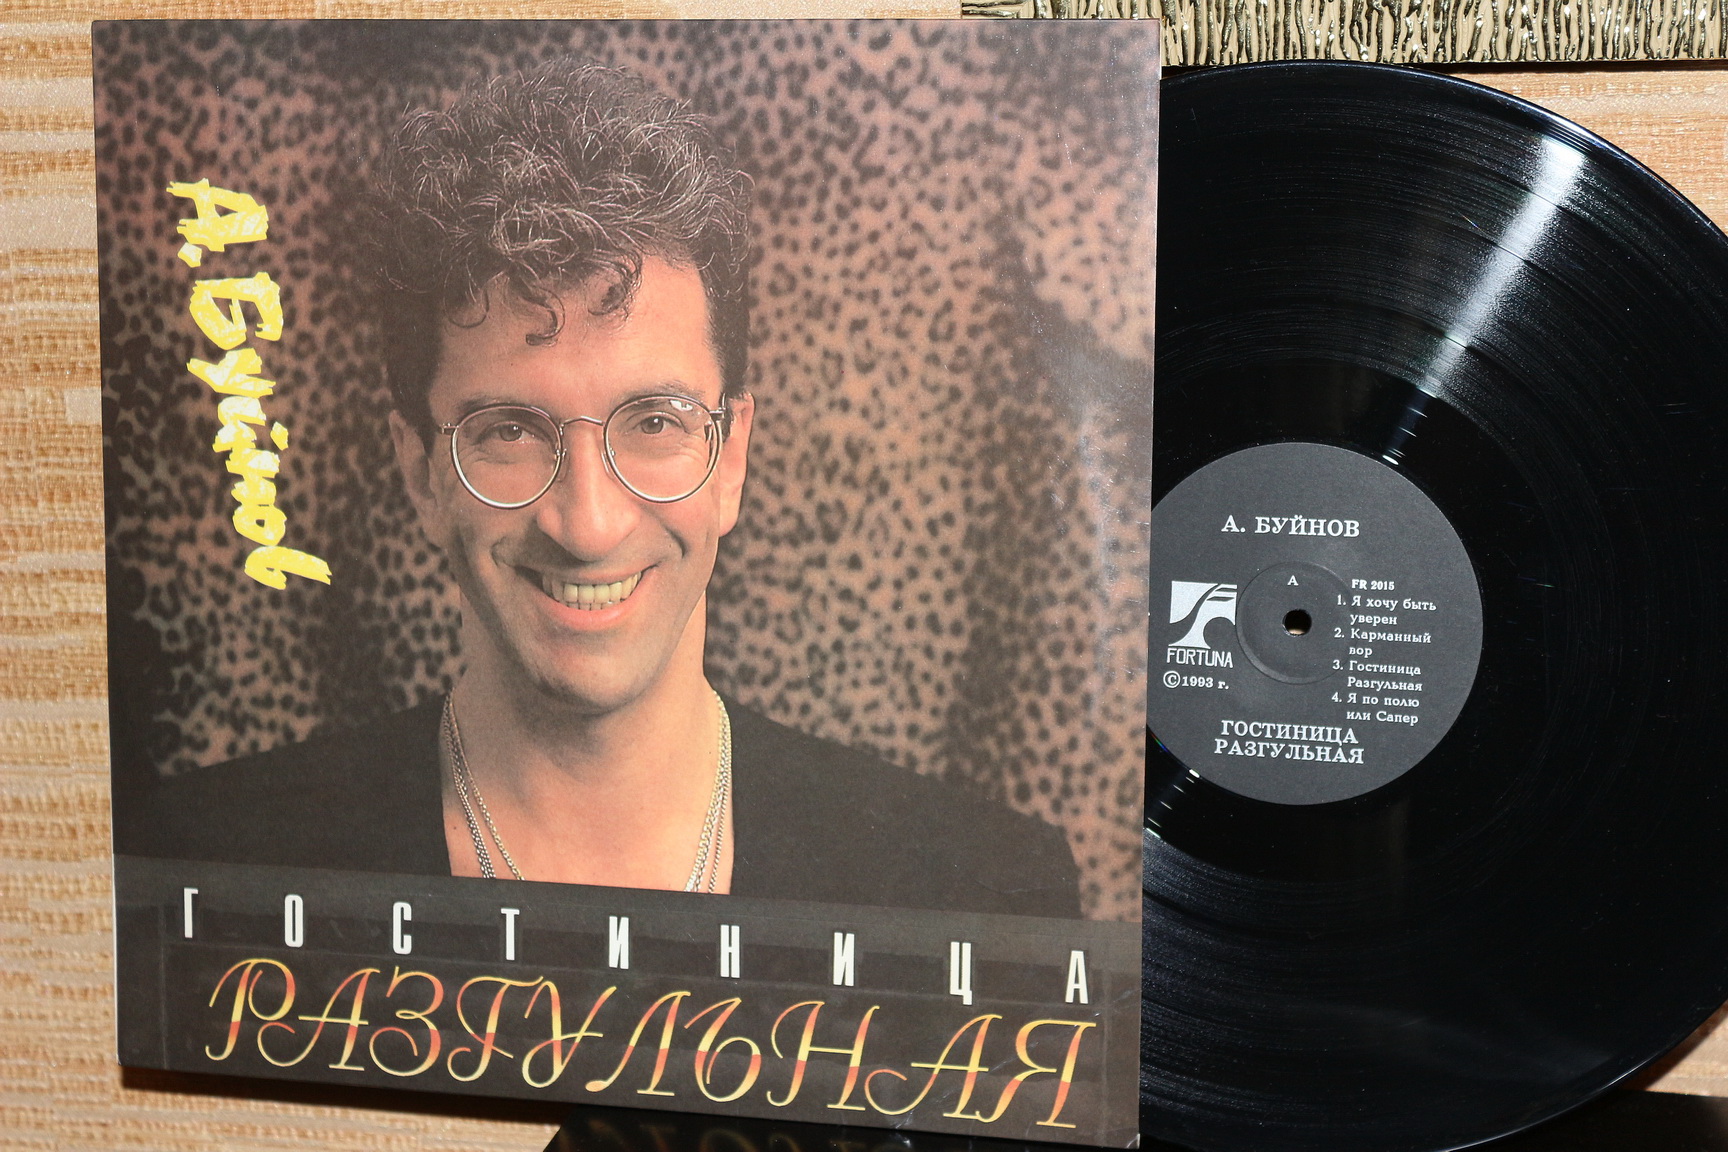 А. Буйнов
ГОСТИНИЦА
РАЗГУЛЬНАЯ
А. БУЙНОВ
А
FR 2015
1. Я хочу быть
уверен
2. Карманный
вор
3. Гостиница
Разгульная
4. Я по полю
или Сапер
FORTUNA
©1993 г.
ГОСТИНИЦА
РАЗГУЛЬНАЯ